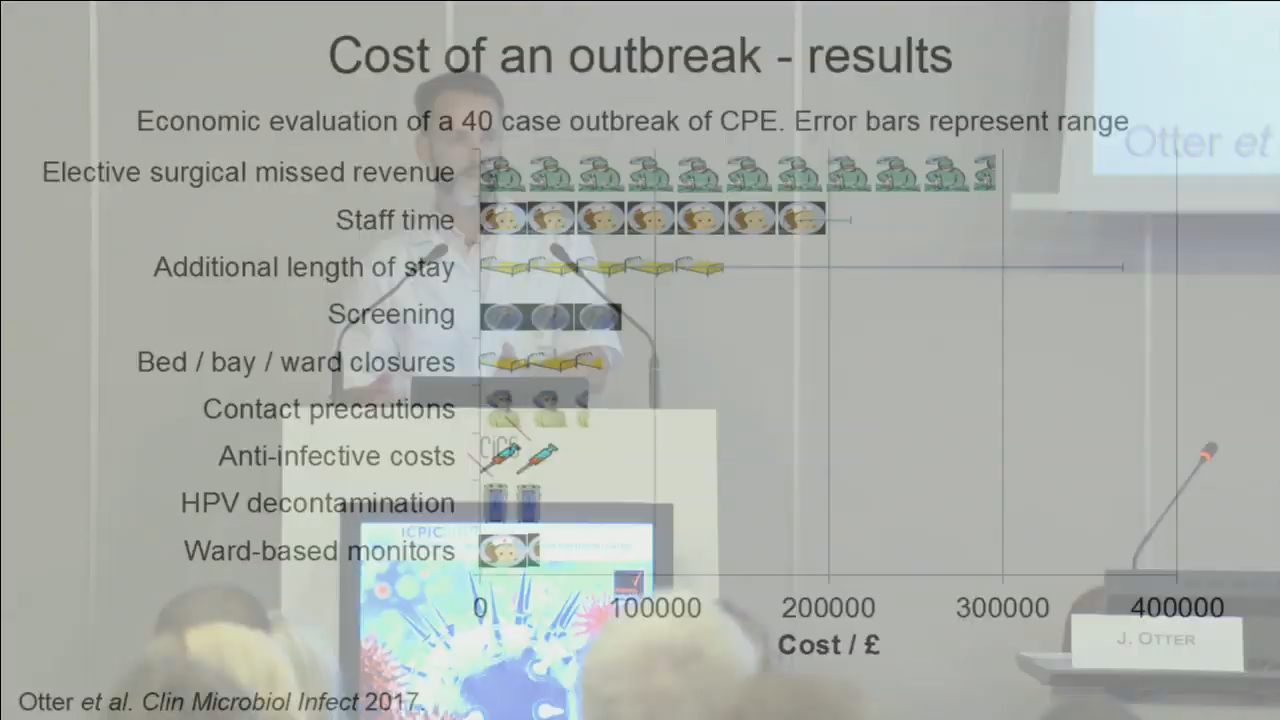 Cost of an outbreak - results
Economic evaluation of a 40 case outbreak of CPE. Error bars represent range
Otter et
Elective surgical missed revenue
Staff time
Additional length of stay
Screening
Bed / bay / ward closures
Contact precautions
Anti-infective costs
HPV decontamination
ICPIC
Ward-based monitors
0 100000 200000 300000 400000
Cost / £
J. OTTER
Otter et al. Clin Microbiol Infect 2017.